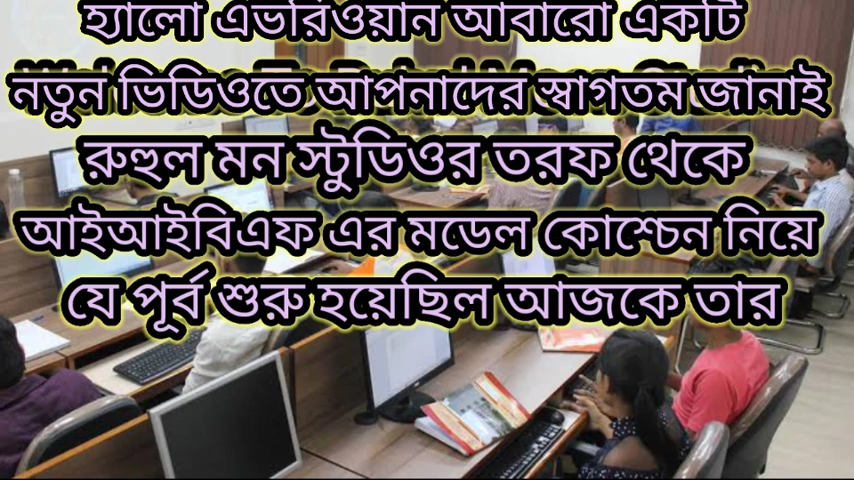 হ্যালো এভরিওয়ান আবারো একটি
নতুন ভিডিওতে আপনাদের স্বাগতম জানাই
রুহুল মন স্টুডিওর তরফ থেকে
আইআইবিএফ এর মডেল কোশ্চেন নিয়ে
যে পূর্ব শুরু হয়েছিল আজকে তার